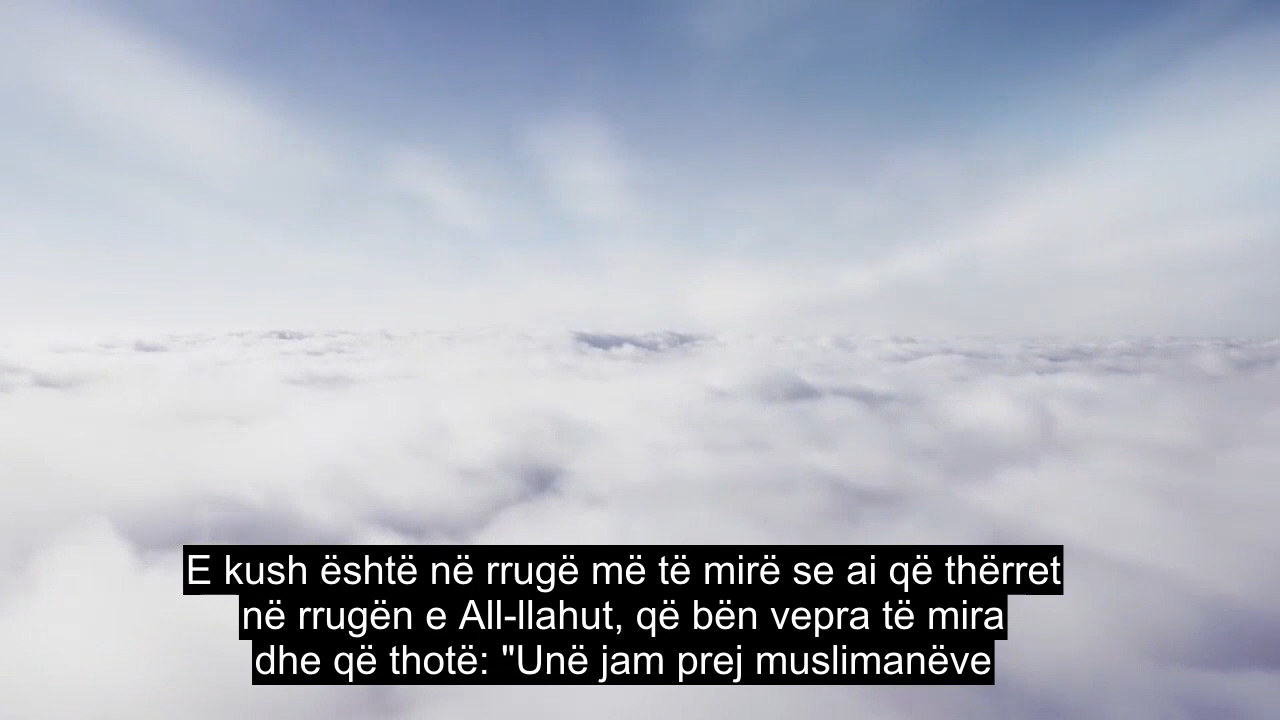 E kush është në rrugë më të mirë se ai që thërret
në rrugën e All-llahut, që bën vepra të mira
dhe që thotë: "Unë jam prej muslimanëve